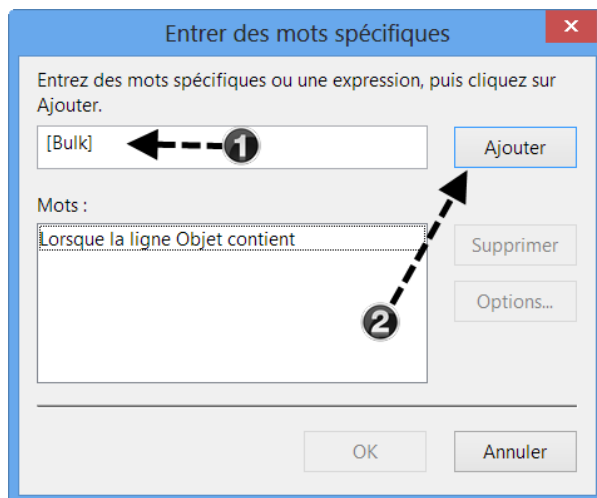 Entrer des mots spécifiques
x
Entrez des mots spécifiques ou une expression, puis cliquez sur
Ajouter.
[Bulk]
1
Ajouter
Mots :
Lorsque la ligne Objet contient
Supprimer
Options...
2
OK
Annuler